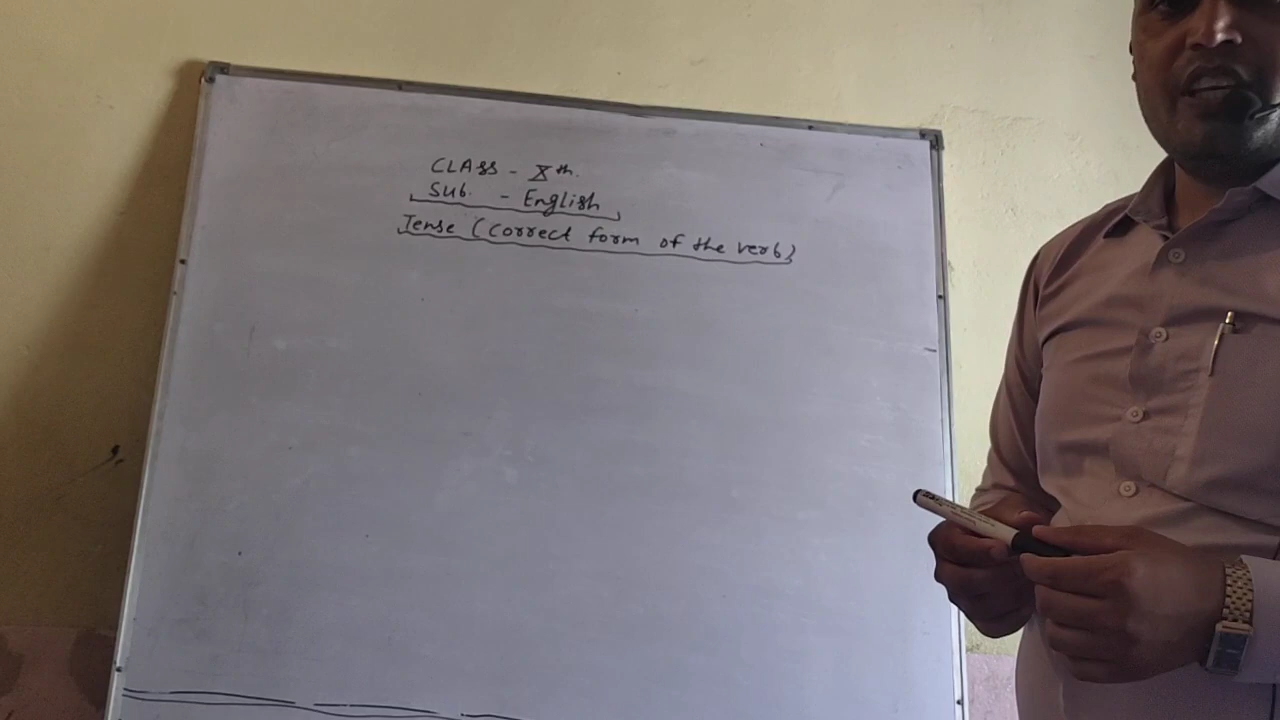 CLASS - Xth.
Sub. - English
Tense (correct form of the verb)